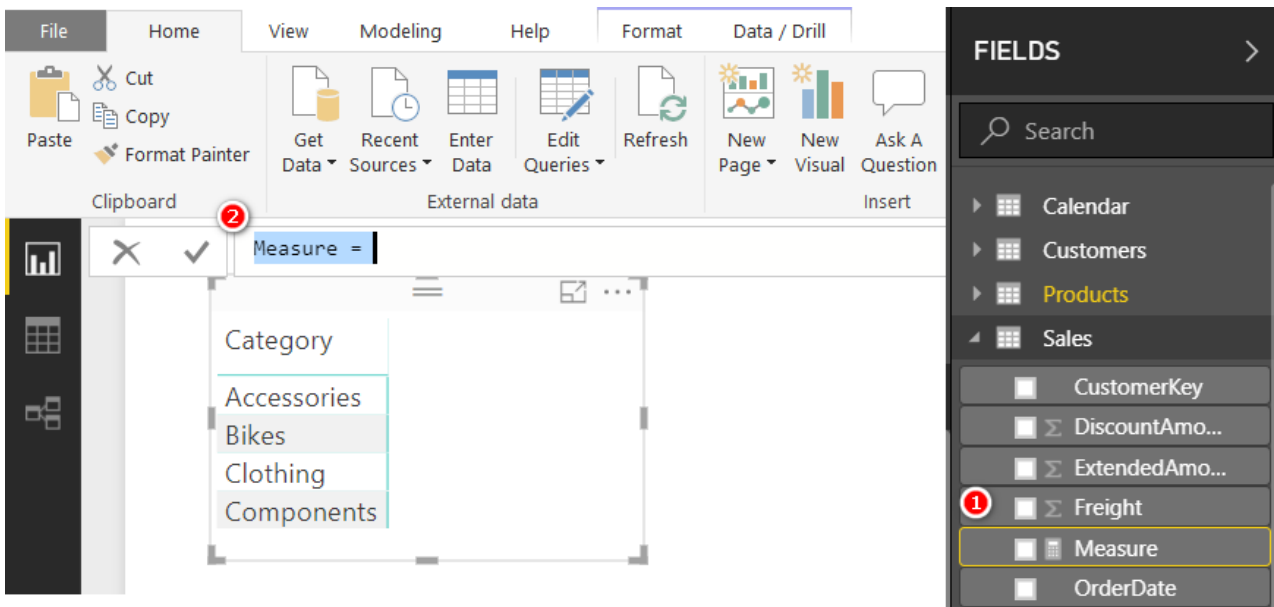 File Home View Modeling Help Format Data / Drill
Paste
Cut
Copy
Format Painter
Get Data
Recent Sources
Enter Data
Edit Queries
Refresh
New Page
New Visual
Ask A Question
Clipboard External data Insert
2
Measure =
Category
Accessories
Bikes
Clothing
Components
FIELDS
Search
Calendar
Customers
Products
Sales
CustomerKey
Σ DiscountAmo...
Σ ExtendedAmo...
1
Σ Freight
Measure
OrderDate